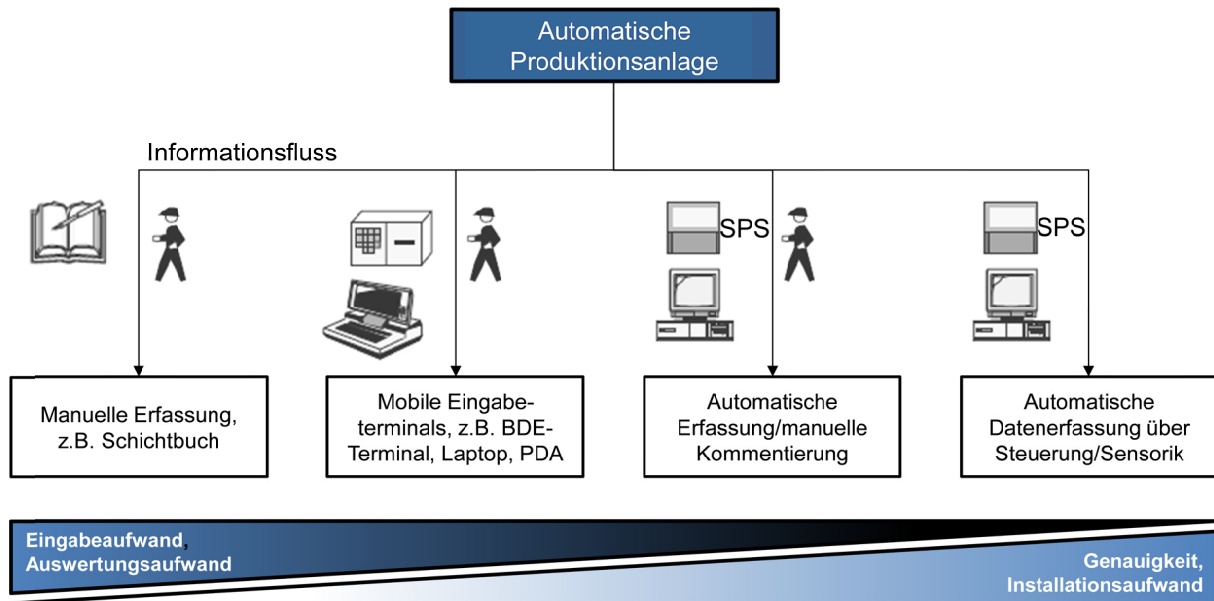 Automatische
Produktionsanlage
Informationsfluss
SPS
SPS
Manuelle Erfassung,
z.B. Schichtbuch
Mobile Eingabe-
terminals, z.B. BDE-
Terminal, Laptop, PDA
Automatische
Erfassung/manuelle
Kommentierung
Automatische
Datenerfassung über
Steuerung/Sensorik
Eingabeaufwand,
Auswertungsaufwand
Genauigkeit,
Installationsaufwand